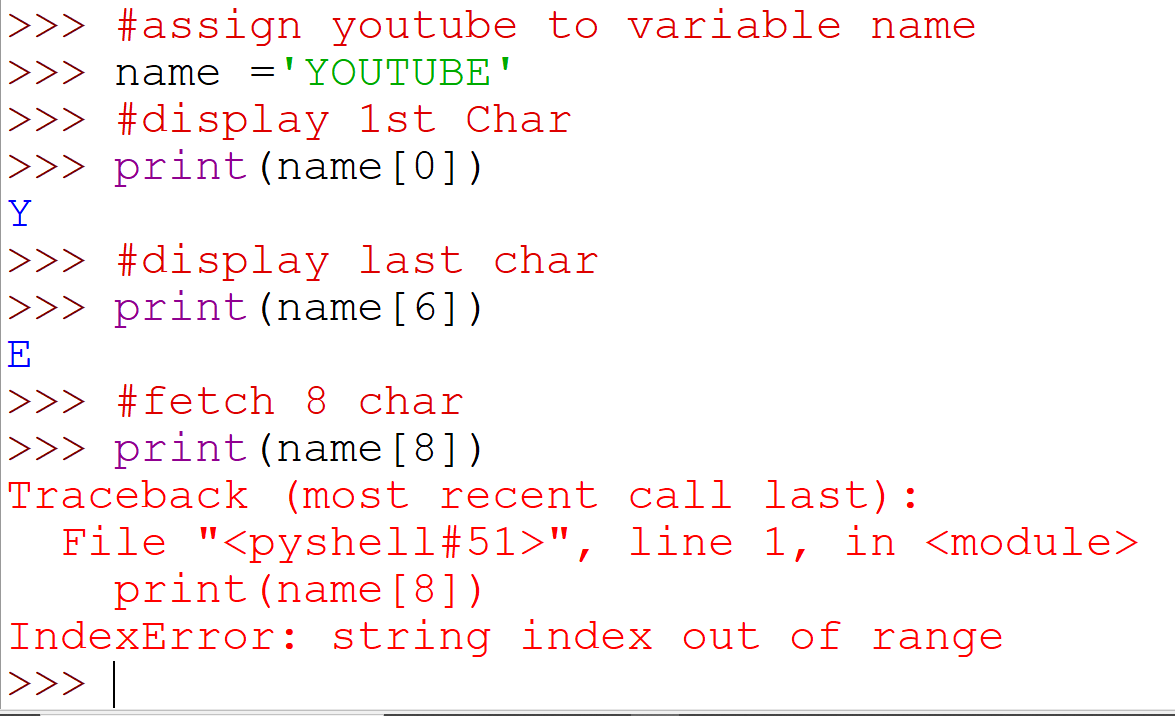 >>> #assign youtube to variable name
>>> name ='YOUTUBE'
>>> #display 1st Char
>>> print(name[0])
Y
>>> #display last char
>>> print(name[6])
E
>>> #fetch 8 char
>>> print(name[8])
Traceback (most recent call last):
  File "<pyshell#51>", line 1, in <module>
    print(name[8])
IndexError: string index out of range
>>>